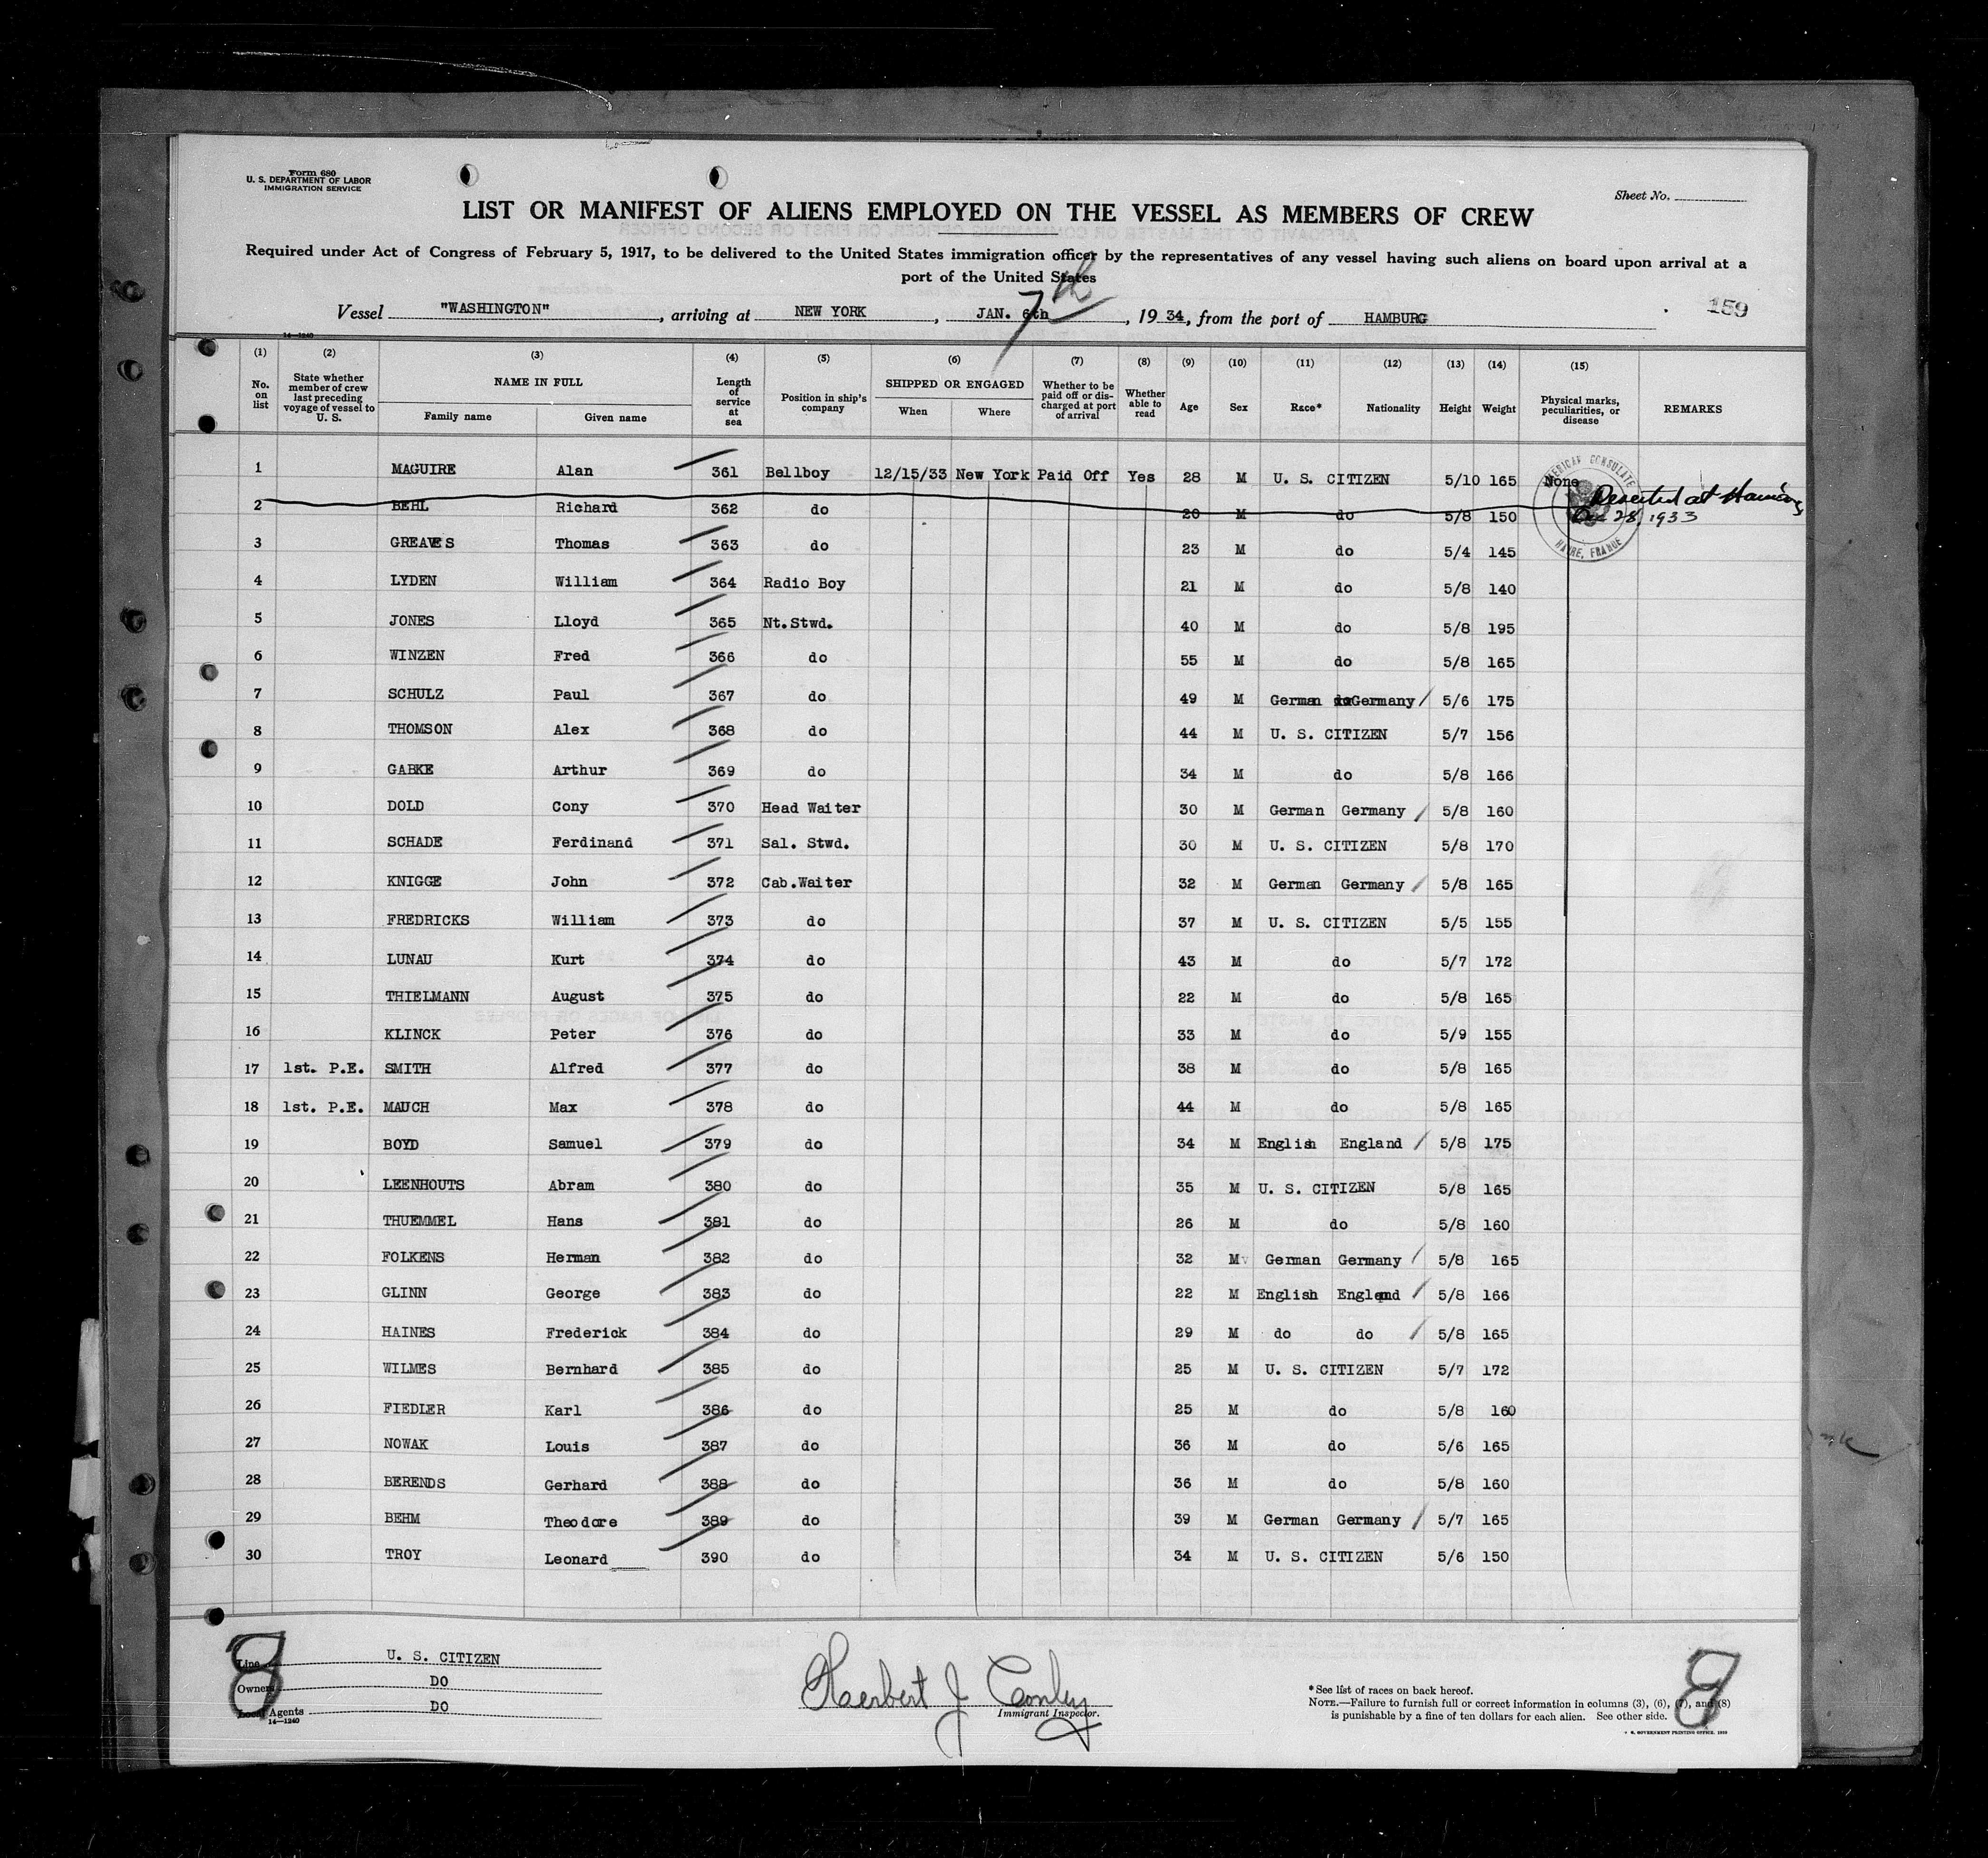 Form 680
U. S. DEPARTMENT OF LABOR
IMMIGRATION SERVICE
Sheet No.
LIST OR MANIFEST OF ALIENS EMPLOYED ON THE VESSEL AS MEMBERS OF CREW
Required under Act of Congress of February 5, 1917, to be delivered to the United States immigration officer by the representatives of any vessel having such aliens on board upon arrival at a
port of the United States
Vessel "WASHINGTON", arriving at NEW YORK, JAN. 6th 7th, 1934, from the port of HAMBURG
159
14—1240
(1) (2) (3) (4) (5) (6) (7) (8) (9) (10) (11) (12) (13) (14) (15)
No. on list
State whether member of crew last preceding voyage of vessel to U. S.
NAME IN FULL
Family name Given name
Length of service at sea
Position in ship's company
SHIPPED OR ENGAGED
When Where
Whether to be paid off or discharged at port of arrival
Whether able to read
Age Sex Race* Nationality Height Weight
Physical marks, peculiarities, or disease
REMARKS
1 MAGUIRE Alan 361 Bellboy 12/15/33 New York Paid Off Yes 28 M U. S. CITIZEN 5/10 165 None
2 BEHL Richard 362 do 20 M do 5/8 150 Deserted at
Dec 28, 1933
AMERICAN CONSULATE
HAVRE, FRANCE
3 GREAVES Thomas 363 do 23 M do 5/4 145
4 LYDEN William 364 Radio Boy 21 M do 5/8 140
5 JONES Lloyd 365 Nt.Stwd. 40 M do 5/8 195
6 WINZEN Fred 366 do 55 M do 5/8 165
7 SCHULZ Paul 367 do 49 M German Germany 5/6 175
8 THOMSON Alex 368 do 44 M U. S. CITIZEN 5/7 156
9 GABKE Arthur 369 do 34 M do 5/8 166
10 DOLD Cony 370 Head Waiter 30 M German Germany 5/8 160
11 SCHADE Ferdinand 371 Sal. Stwd. 30 M U. S. CITIZEN 5/8 170
12 KNIGGE John 372 Cab.Waiter 32 M German Germany 5/8 165
13 FREDRICKS William 373 do 37 M U. S. CITIZEN 5/5 155
14 LUNAU Kurt 374 do 43 M do 5/7 172
15 THIELMANN August 375 do 22 M do 5/8 165
16 KLINCK Peter 376 do 33 M do 5/9 155
17 1st. P.E. SMITH Alfred 377 do 38 M do 5/8 165
18 1st. P.E. MAUCH Max 378 do 44 M do 5/8 165
19 BOYD Samuel 379 do 34 M English England 5/8 175
20 LEENHOUTS Abram 380 do 35 M U. S. CITIZEN 5/8 165
21 THUEMMEL Hans 381 do 26 M do 5/8 160
22 FOLKENS Herman 382 do 32 M German Germany 5/8 165
23 GLINN George 383 do 22 M English England 5/8 166
24 HAINES Frederick 384 do 29 M do do 5/8 165
25 WILMES Bernhard 385 do 25 M U. S. CITIZEN 5/7 172
26 FIEDLER Karl 386 do 25 M do 5/8 160
27 NOWAK Louis 387 do 36 M do 5/6 165
28 BERENDS Gerhard 388 do 36 M do 5/8 160
29 BEHM Theodore 389 do 39 M German Germany 5/7 165
30 TROY Leonard 390 do 34 M U. S. CITIZEN 5/6 150
8
Line U. S. CITIZEN
Owners DO
Local Agents DO
14—1240
Herbert J Conley
Immigrant Inspector.
8
*See list of races on back hereof.
NOTE.—Failure to furnish full or correct information in columns (3), (6), (7), and (8)
is punishable by a fine of ten dollars for each alien. See other side.
U. S. GOVERNMENT PRINTING OFFICE: 1933